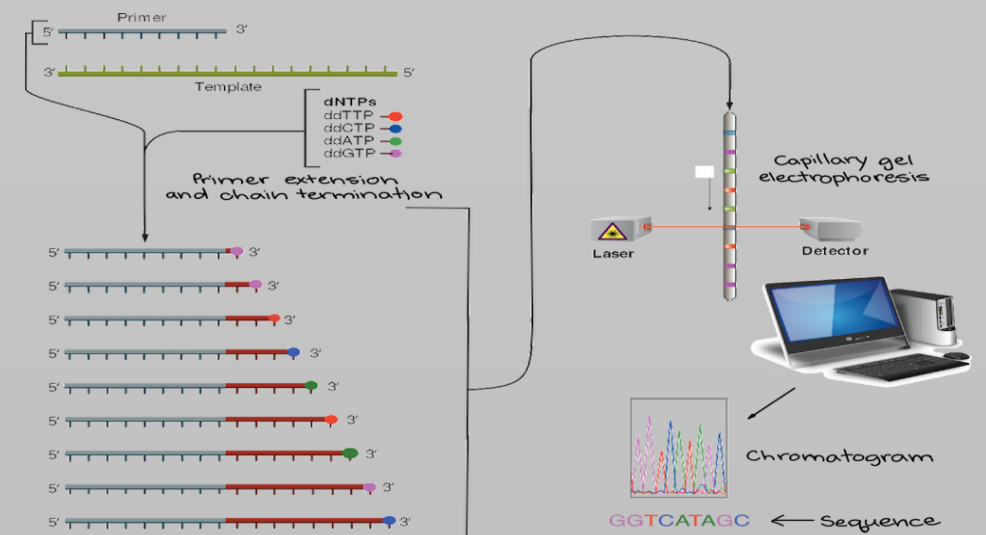 Primer
5′ 3′
3′ 5′
Template
dNTPs
ddTTP
ddCTP
ddATP
ddGTP
Primer extension
and chain termination
5′ 3′
5′ 3′
5′ 3′
5′ 3′
5′ 3′
5′ 3′
5′ 3′
5′ 3′
5′ 3′
Capillary gel
electrophoresis
Laser
Detector
Chromatogram
GGTCATAGC
Sequence